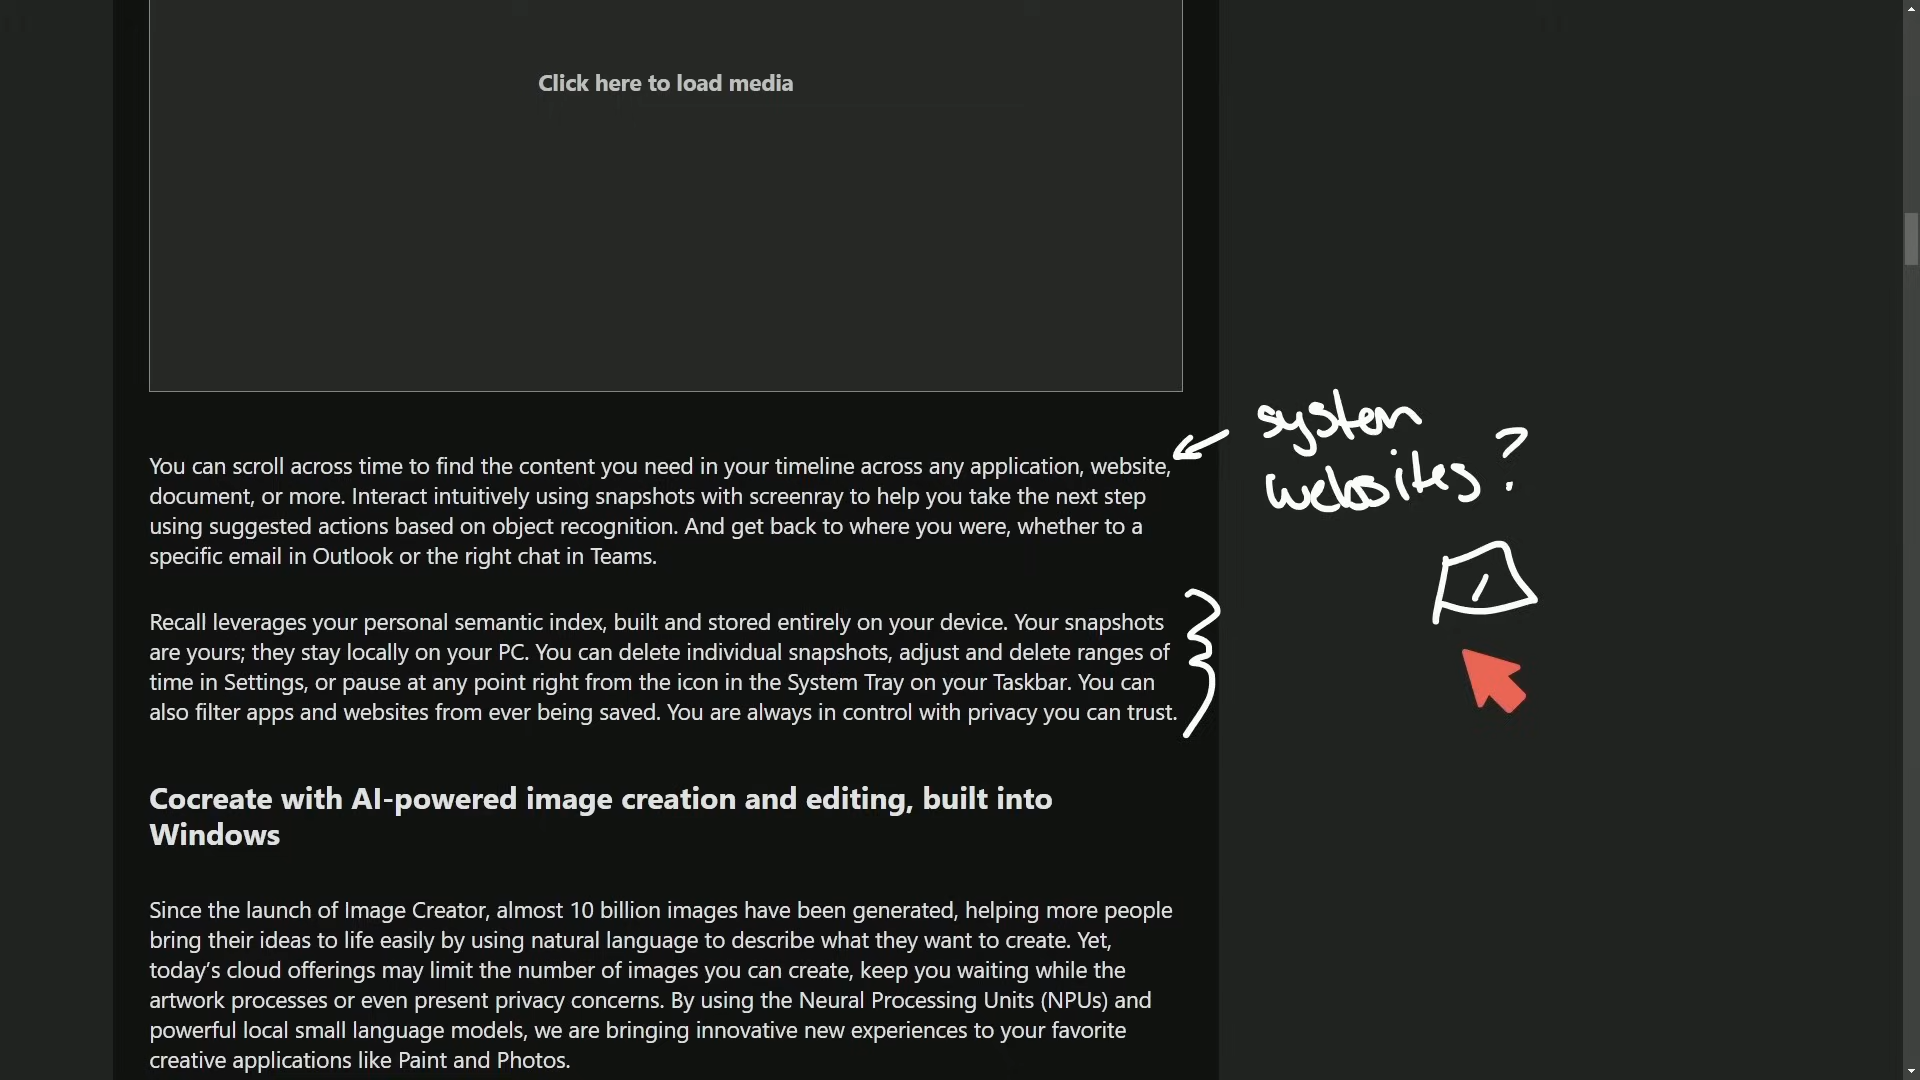 Click here to load media
system
websites?
You can scroll across time to find the content you need in your timeline across any application, website,
document, or more. Interact intuitively using snapshots with screenray to help you take the next step
using suggested actions based on object recognition. And get back to where you were, whether to a
specific email in Outlook or the right chat in Teams.
Recall leverages your personal semantic index, built and stored entirely on your device. Your snapshots
are yours; they stay locally on your PC. You can delete individual snapshots, adjust and delete ranges of
time in Settings, or pause at any point right from the icon in the System Tray on your Taskbar. You can
also filter apps and websites from ever being saved. You are always in control with privacy you can trust.
Cocreate with AI-powered image creation and editing, built into
Windows
Since the launch of Image Creator, almost 10 billion images have been generated, helping more people
bring their ideas to life easily by using natural language to describe what they want to create. Yet,
today’s cloud offerings may limit the number of images you can create, keep you waiting while the
artwork processes or even present privacy concerns. By using the Neural Processing Units (NPUs) and
powerful local small language models, we are bringing innovative new experiences to your favorite
creative applications like Paint and Photos.